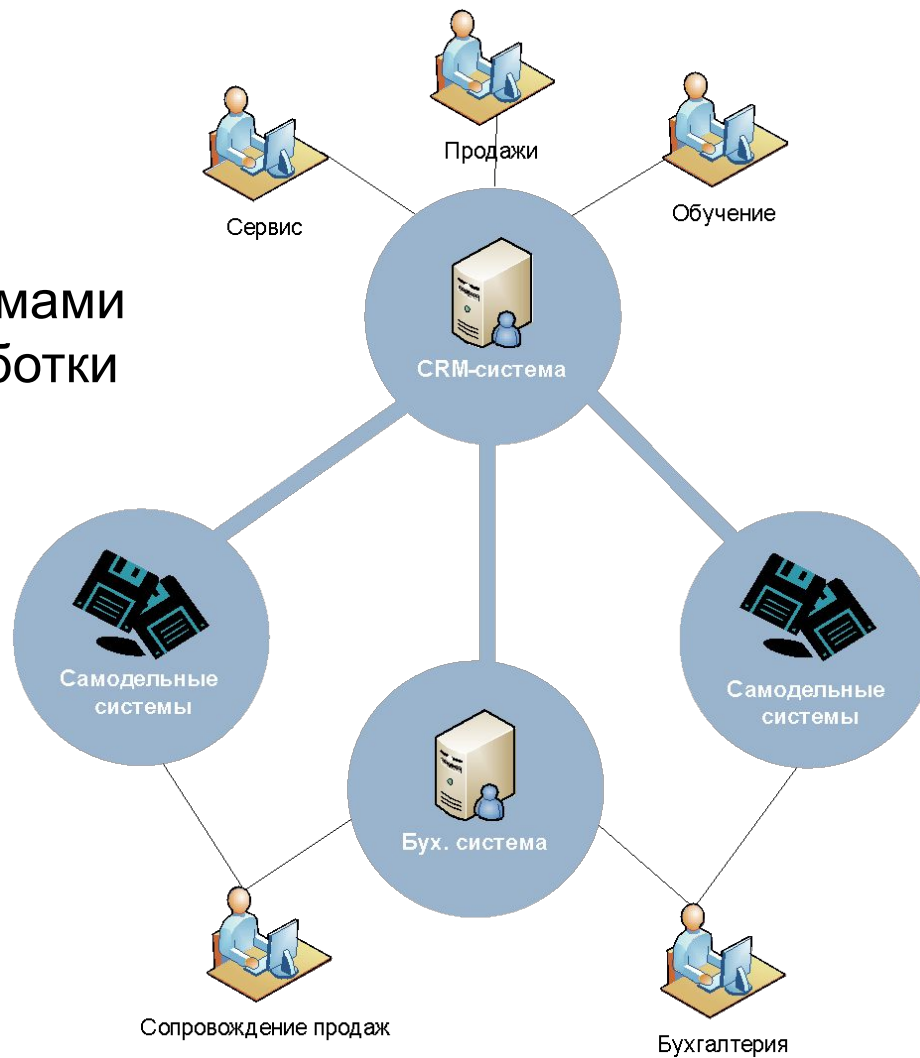 Продажи
Сервис
Обучение
мами
ботки
CRM-система
Самодельные
системы
Самодельные
системы
Бух. система
Сопровождение продаж
Бухгалтерия